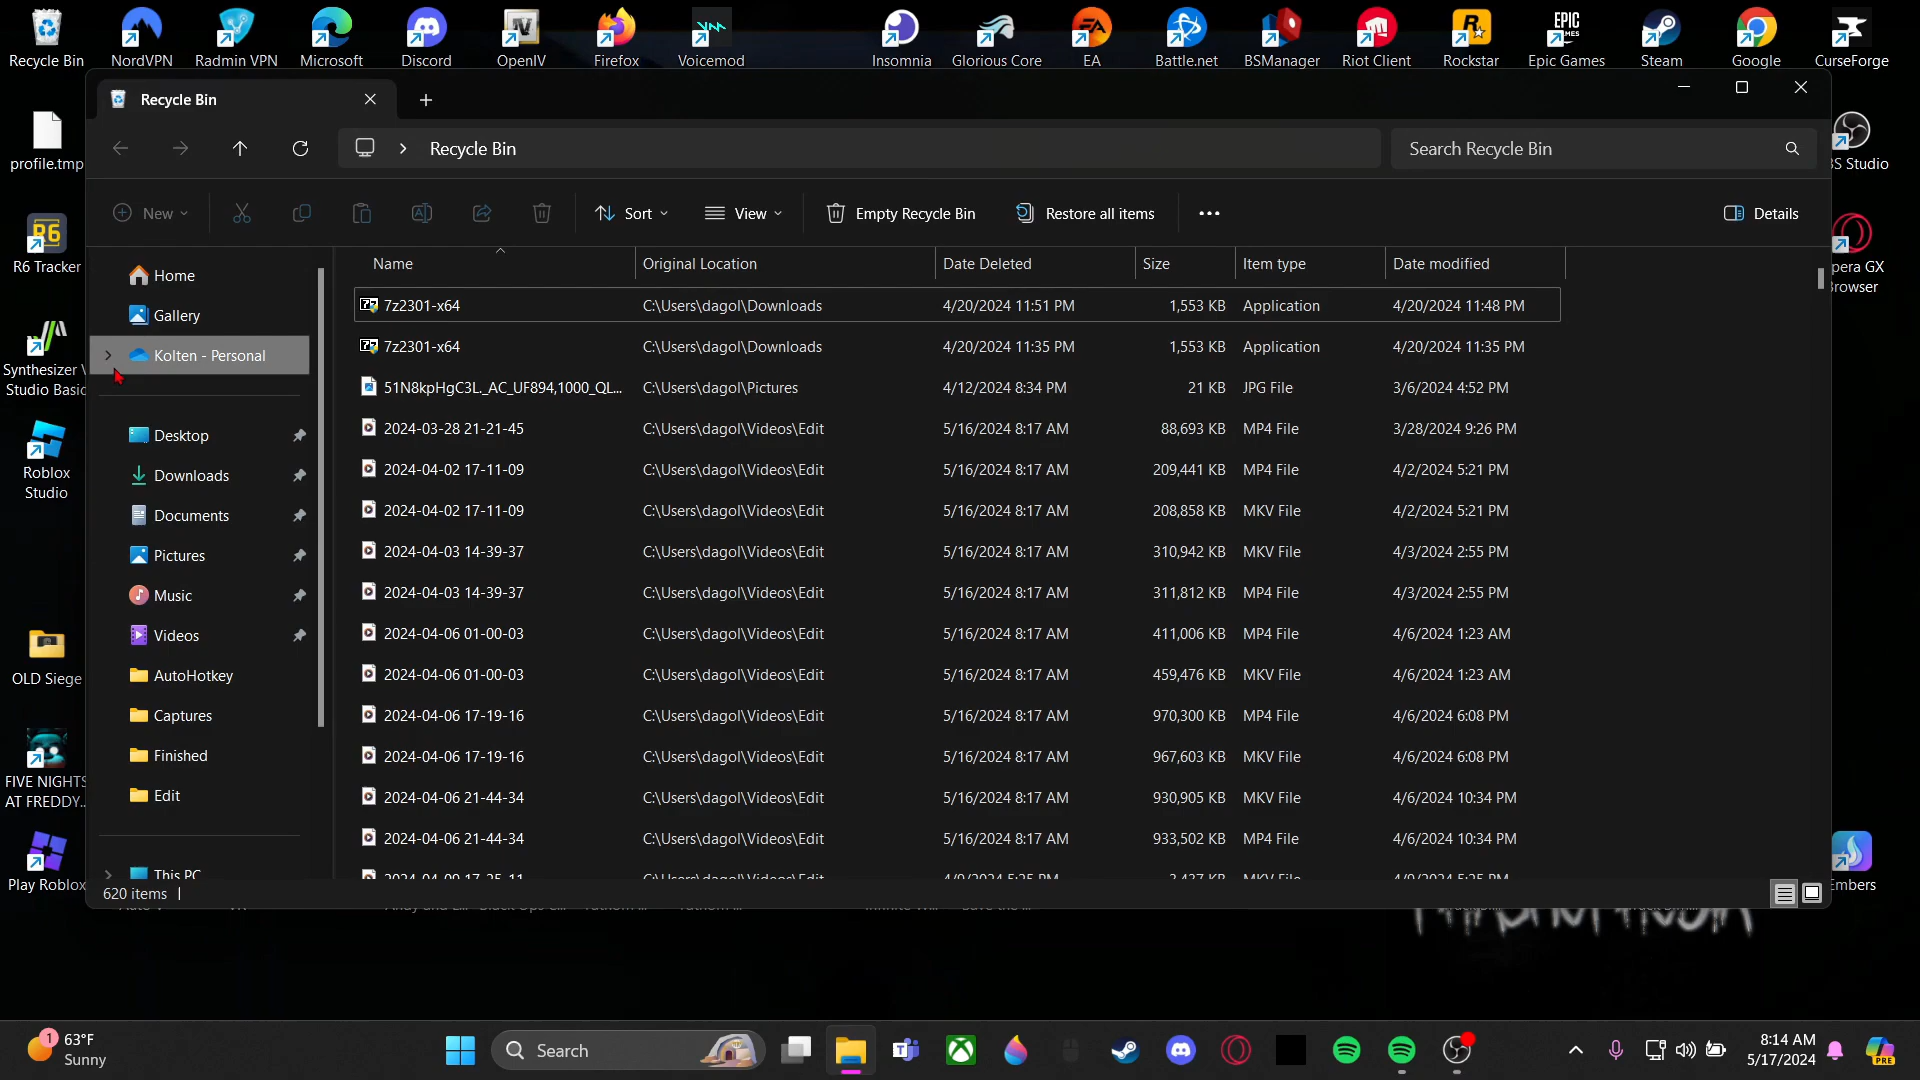 Recycle Bin NordVPN Radmin VPN Microsoft Discord OpenIV Firefox Voicemod Insomnia Glorious Core EA Battle.net BSManager Riot Client Rockstar Epic Games Steam Google CurseForge
Recycle Bin
Recycle Bin
Search Recycle Bin
New
Sort
View
Empty Recycle Bin
Restore all items
Details
Name Original Location Date Deleted Size Item type Date modified
7z2301-x64 C:\Users\dagol\Downloads 4/20/2024 11:51 PM 1,553 KB Application 4/20/2024 11:48 PM
7z2301-x64 C:\Users\dagol\Downloads 4/20/2024 11:35 PM 1,553 KB Application 4/20/2024 11:35 PM
51N8kpHgC3L._AC_UF894,1000_QL... C:\Users\dagol\Pictures 4/12/2024 8:34 PM 21 KB JPG File 3/6/2024 4:52 PM
2024-03-28 21-21-45 C:\Users\dagol\Videos\Edit 5/16/2024 8:17 AM 88,693 KB MP4 File 3/28/2024 9:26 PM
2024-04-02 17-11-09 C:\Users\dagol\Videos\Edit 5/16/2024 8:17 AM 209,441 KB MP4 File 4/2/2024 5:21 PM
2024-04-02 17-11-09 C:\Users\dagol\Videos\Edit 5/16/2024 8:17 AM 208,858 KB MKV File 4/2/2024 5:21 PM
2024-04-03 14-39-37 C:\Users\dagol\Videos\Edit 5/16/2024 8:17 AM 310,942 KB MKV File 4/3/2024 2:55 PM
2024-04-03 14-39-37 C:\Users\dagol\Videos\Edit 5/16/2024 8:17 AM 311,812 KB MP4 File 4/3/2024 2:55 PM
2024-04-06 01-00-03 C:\Users\dagol\Videos\Edit 5/16/2024 8:17 AM 411,006 KB MP4 File 4/6/2024 1:23 AM
2024-04-06 01-00-03 C:\Users\dagol\Videos\Edit 5/16/2024 8:17 AM 459,476 KB MKV File 4/6/2024 1:23 AM
2024-04-06 17-19-16 C:\Users\dagol\Videos\Edit 5/16/2024 8:17 AM 970,300 KB MP4 File 4/6/2024 6:08 PM
2024-04-06 17-19-16 C:\Users\dagol\Videos\Edit 5/16/2024 8:17 AM 967,603 KB MKV File 4/6/2024 6:08 PM
2024-04-06 21-44-34 C:\Users\dagol\Videos\Edit 5/16/2024 8:17 AM 930,905 KB MKV File 4/6/2024 10:34 PM
2024-04-06 21-44-34 C:\Users\dagol\Videos\Edit 5/16/2024 8:17 AM 933,502 KB MP4 File 4/6/2024 10:34 PM
Home
Gallery
Kolten - Personal
Desktop
Downloads
Documents
Pictures
Music
Videos
AutoHotkey
Captures
Finished
Edit
This PC
620 items
profile.tmp
R6
R6 Tracker
Synthesizer V
Studio Basic
Roblox
Studio
OLD Siege
FIVE NIGHTS
AT FREDDY...
Play Roblox
BS Studio
pera GX
Browser
Embers
1
63°F
Sunny
Search
8:14 AM
5/17/2024
PRE